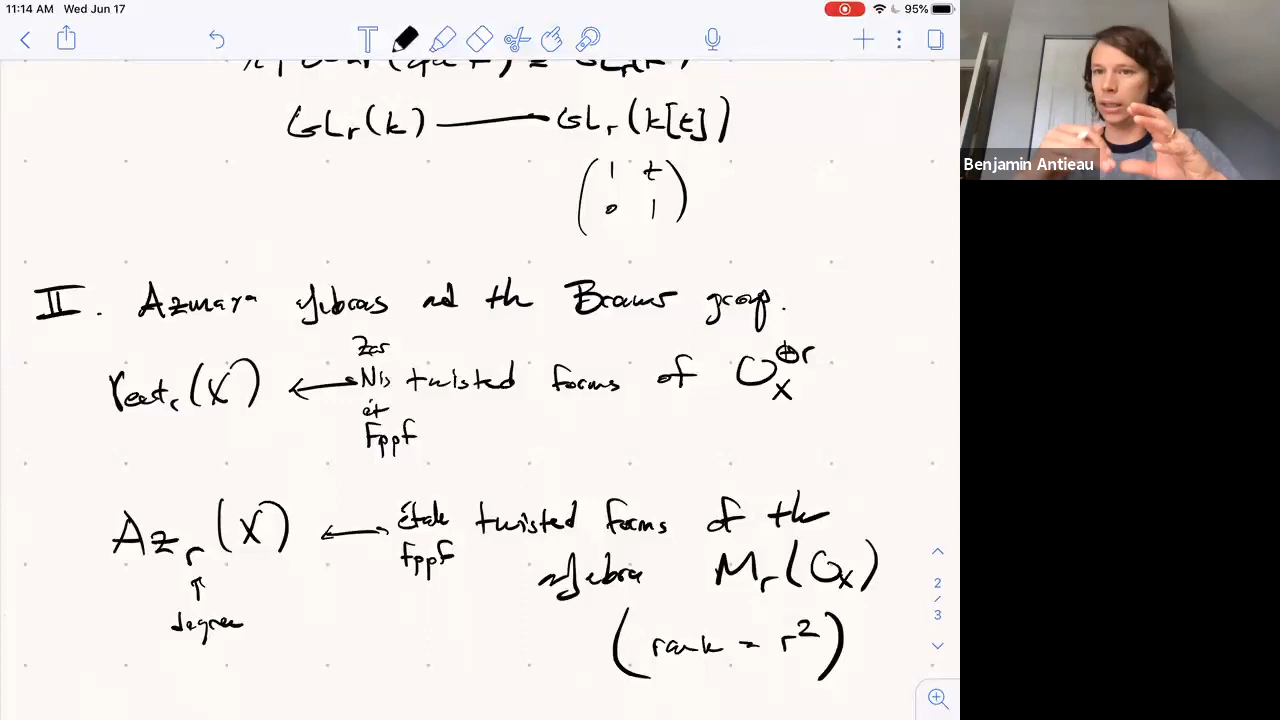 11:14 AM Wed Jun 17
95%
GLr(k) — GLr(k[t])
( 1 t
0 1 )
II. Azumaya algebras and the Brauer group.
Vectr(X) ↔ Zar
Nis twisted forms of O_X^{⊕r}
ét
fppf
Azr(X) ↔ étale twisted forms of the
fppf algebra Mr(O_X)
↑
degree
(rank = r²)
Benjamin Antieau
2
/
3